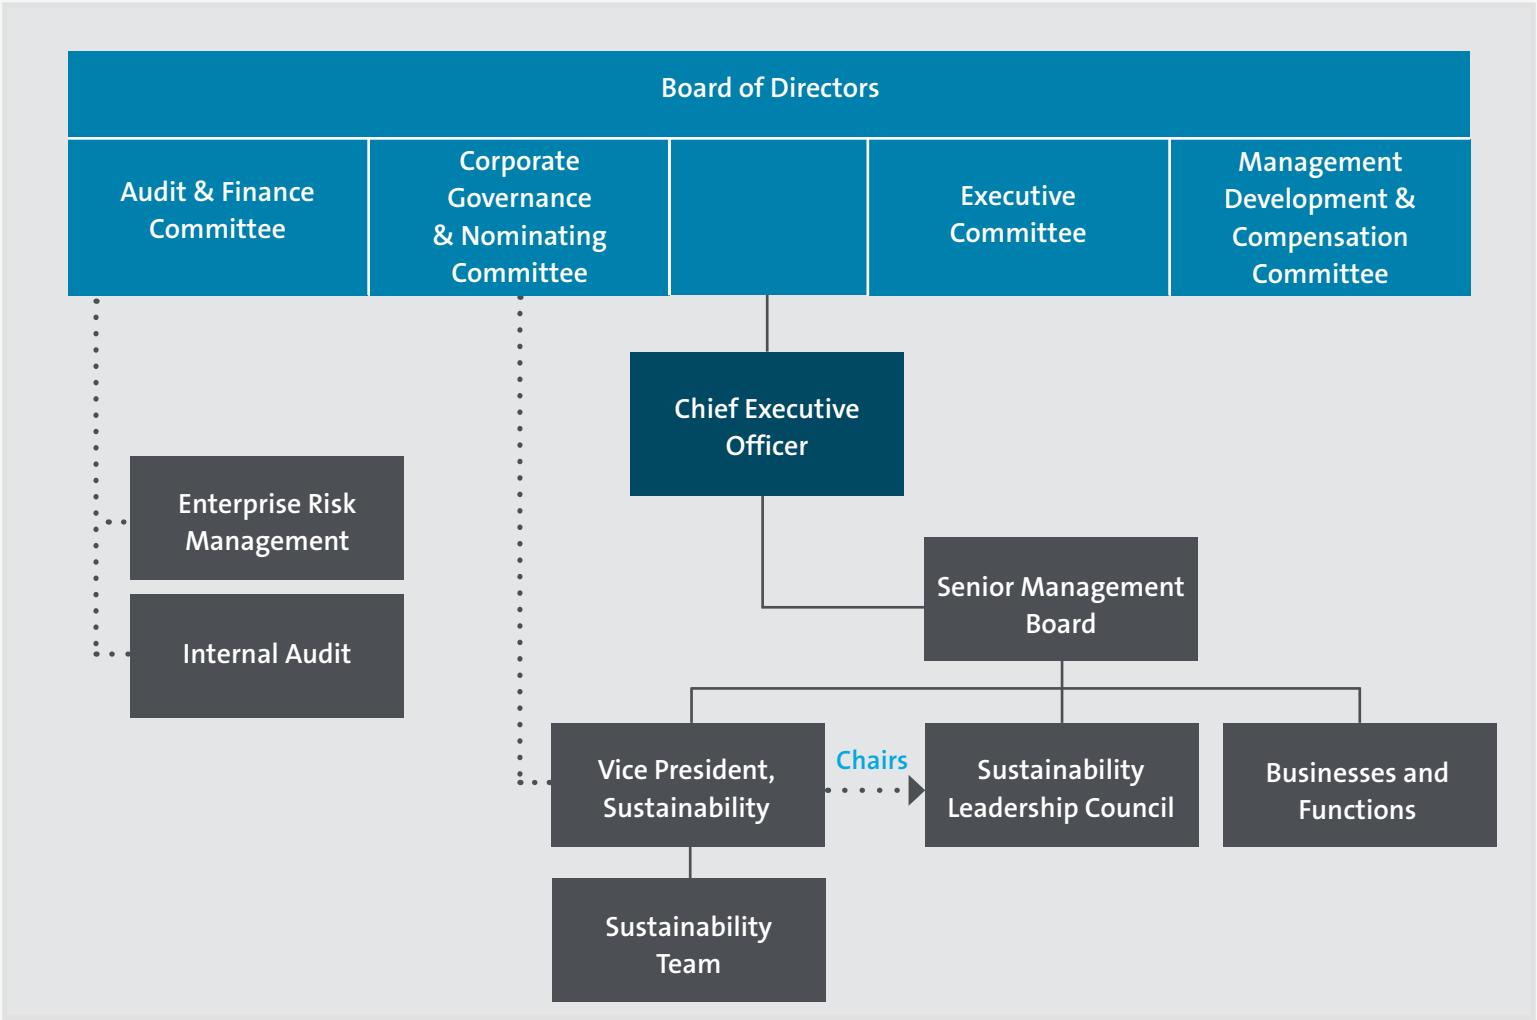 Board of Directors
Audit & Finance
Committee
Corporate
Governance
& Nominating
Committee
Executive
Committee
Management
Development &
Compensation
Committee
Chief Executive
Officer
Enterprise Risk
Management
Internal Audit
Senior Management
Board
Vice President,
Sustainability
Chairs
Sustainability
Leadership Council
Businesses and
Functions
Sustainability
Team